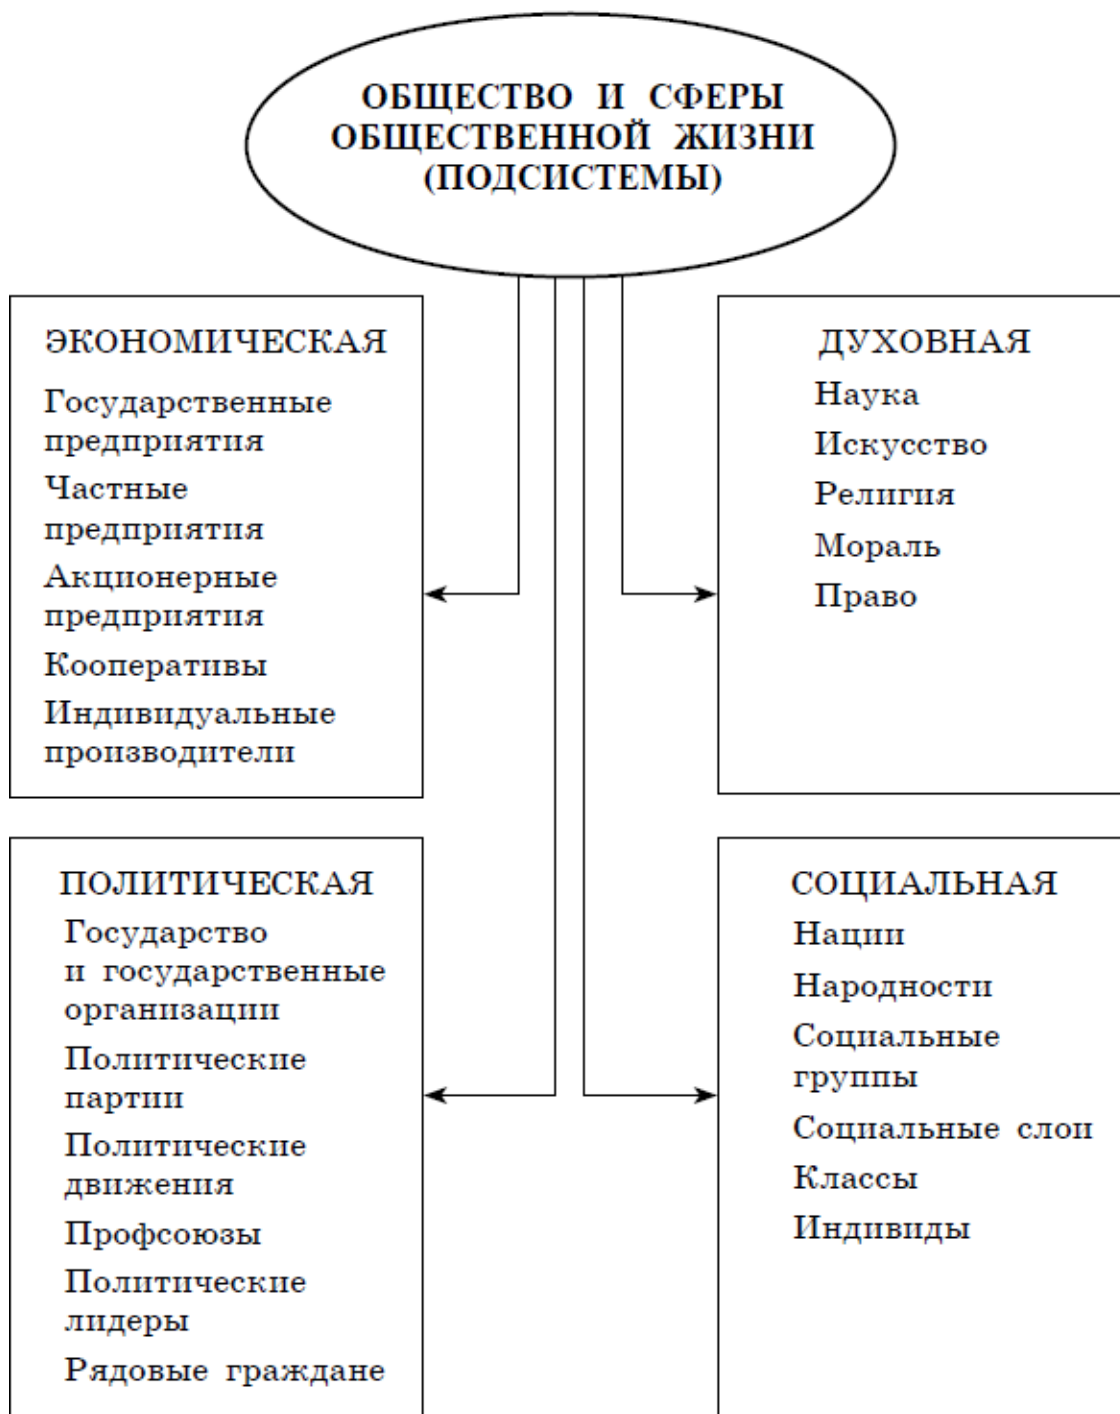 ОБЩЕСТВО И СФЕРЫ
ОБЩЕСТВЕННОЙ ЖИЗНИ
(ПОДСИСТЕМЫ)
ЭКОНОМИЧЕСКАЯ
Государственные
предприятия
Частные
предприятия
Акционерные
предприятия
Кооперативы
Индивидуальные
производители
ДУХОВНАЯ
Наука
Искусство
Религия
Мораль
Право
ПОЛИТИЧЕСКАЯ
Государство
и государственные
организации
Политические
партии
Политические
движения
Профсоюзы
Политические
лидеры
Рядовые граждане
СОЦИАЛЬНАЯ
Нации
Народности
Социальные
группы
Социальные слои
Классы
Индивиды